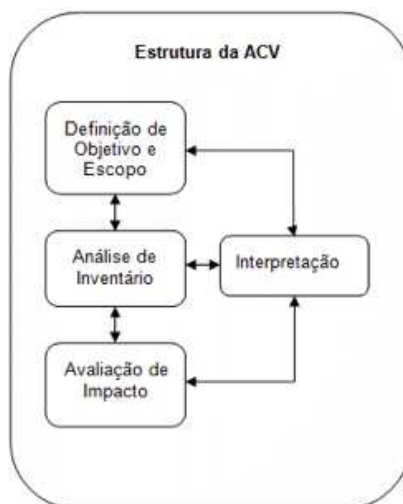 Estrutura da ACV
Definição de
Objetivo e
Escopo
Análise de
Inventário
Interpretação
Avaliação de
Impacto